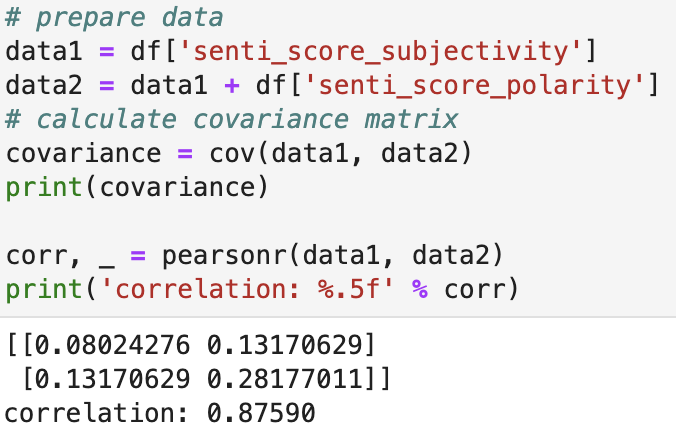 # prepare data
data1 = df['senti_score_subjectivity']
data2 = data1 + df['senti_score_polarity']
# calculate covariance matrix
covariance = cov(data1, data2)
print(covariance)
corr, _ = pearsonr(data1, data2)
print('correlation: %.5f' % corr)
[[0.08024276 0.13170629]
 [0.13170629 0.28177011]]
correlation: 0.87590